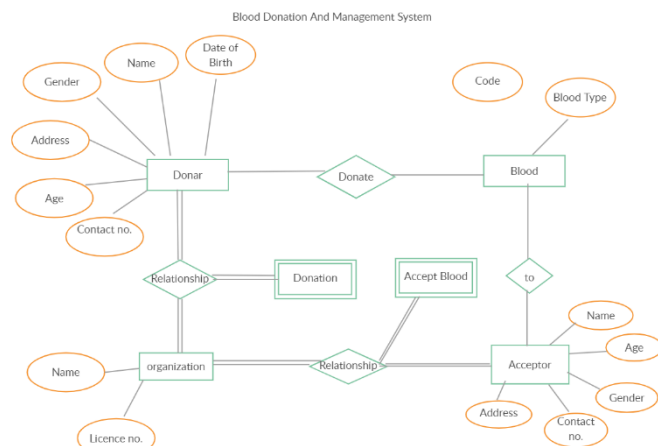 Blood Donation And Management System
Date of
Birth
Name
Gender
Code
Blood Type
Address
Donar
Donate
Blood
Age
Contact no.
Relationship
Donation
Accept Blood
to
Name
Name
organization
Relationship
Acceptor
Age
Gender
Address
Contact
no.
Licence no.